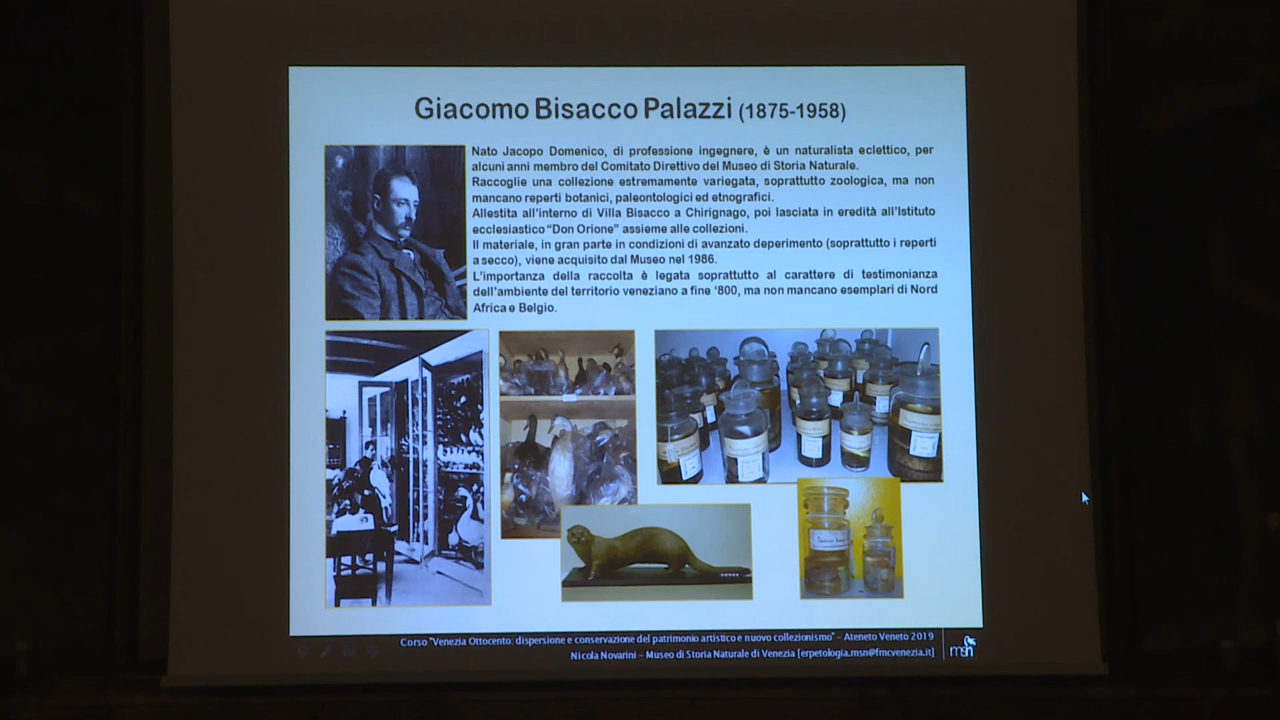 Giacomo Bisacco Palazzi (1875-1958)
Nato Jacopo Domenico, di professione ingegnere, è un naturalista eclettico, per
alcuni anni membro del Comitato Direttivo del Museo di Storia Naturale.
Raccoglie una collezione estremamente variegata, soprattutto zoologica, ma non
mancano reperti botanici, paleontologici ed etnografici.
Allestita all'interno di Villa Bisacco a Chirignago, poi lasciata in eredità all'Istituto
ecclesiastico "Don Orione" assieme alle collezioni.
Il materiale, in gran parte in condizioni di avanzato deperimento (soprattutto i reperti
a secco), viene acquisito dal Museo nel 1986.
L'importanza della raccolta è legata soprattutto al carattere di testimonianza
dell'ambiente del territorio veneziano a fine '800, ma non mancano esemplari di Nord
Africa e Belgio.
Corso "Venezia Ottocento: dispersione e conservazione del patrimonio artistico e nuovo collezionismo" – Ateneto Veneto 2019
Nicola Novarini – Museo di Storia Naturale di Venezia [erpetologia.msn@fmcvenezia.it]
msn